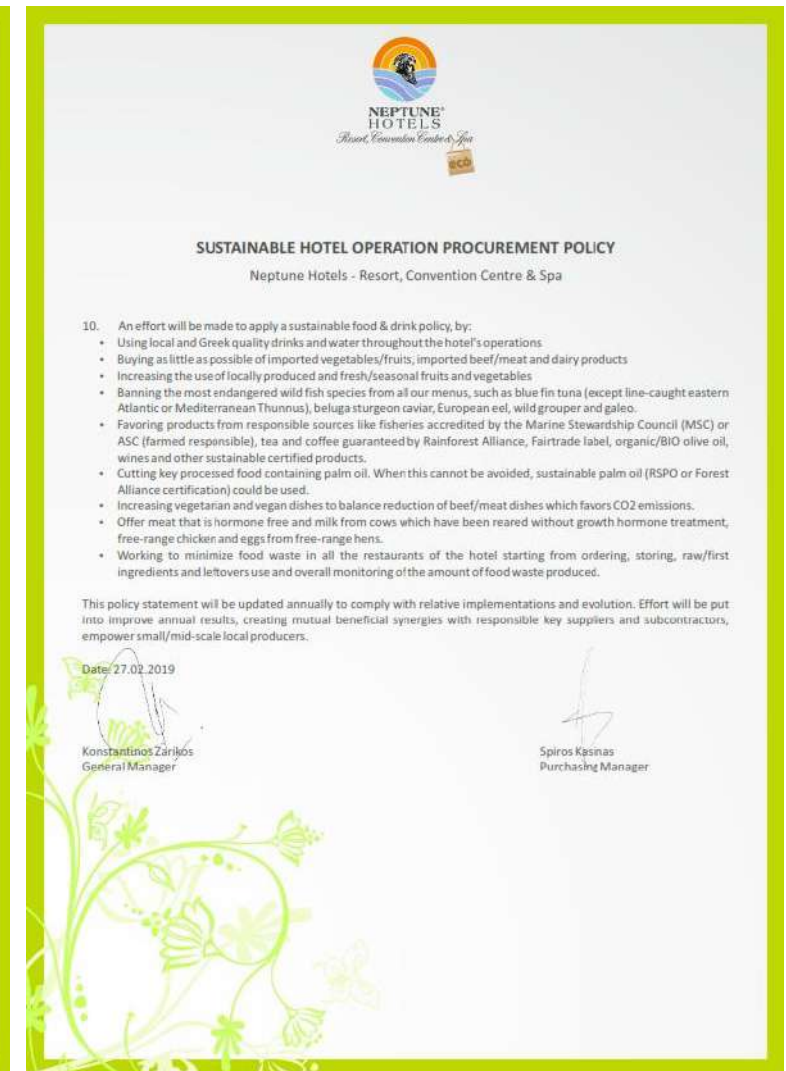 NEPTUNE®
HOTELS
Resort, Convention Centre & Spa
eco
SUSTAINABLE HOTEL OPERATION PROCUREMENT POLICY
Neptune Hotels - Resort, Convention Centre & Spa
10. An effort will be made to apply a sustainable food & drink policy, by:
• Using local and Greek quality drinks and water throughout the hotel's operations
• Buying as little as possible of imported vegetables/fruits, imported beef/meat and dairy products
• Increasing the use of locally produced and fresh/seasonal fruits and vegetables
• Banning the most endangered wild fish species from all our menus, such as blue fin tuna (except line-caught eastern
Atlantic or Mediterranean Thunnus), beluga sturgeon caviar, European eel, wild grouper and galeo.
• Favoring products from responsible sources like fisheries accredited by the Marine Stewardship Council (MSC) or
ASC (farmed responsible), tea and coffee guaranteed by Rainforest Alliance, Fairtrade label, organic/BIO olive oil,
wines and other sustainable certified products.
• Cutting key processed food containing palm oil. When this cannot be avoided, sustainable palm oil (RSPO or Forest
Alliance certification) could be used.
• Increasing vegetarian and vegan dishes to balance reduction of beef/meat dishes which favors CO2 emissions.
• Offer meat that is hormone free and milk from cows which have been reared without growth hormone treatment,
free-range chicken and eggs from free-range hens.
• Working to minimize food waste in all the restaurants of the hotel starting from ordering, storing, raw/first
ingredients and leftovers use and overall monitoring of the amount of food waste produced.
This policy statement will be updated annually to comply with relative implementations and evolution. Effort will be put
into improve annual results, creating mutual beneficial synergies with responsible key suppliers and subcontractors,
empower small/mid-scale local producers.
Date: 27.02.2019
Konstantinos Zarikos
General Manager
Spiros Kasinas
Purchasing Manager